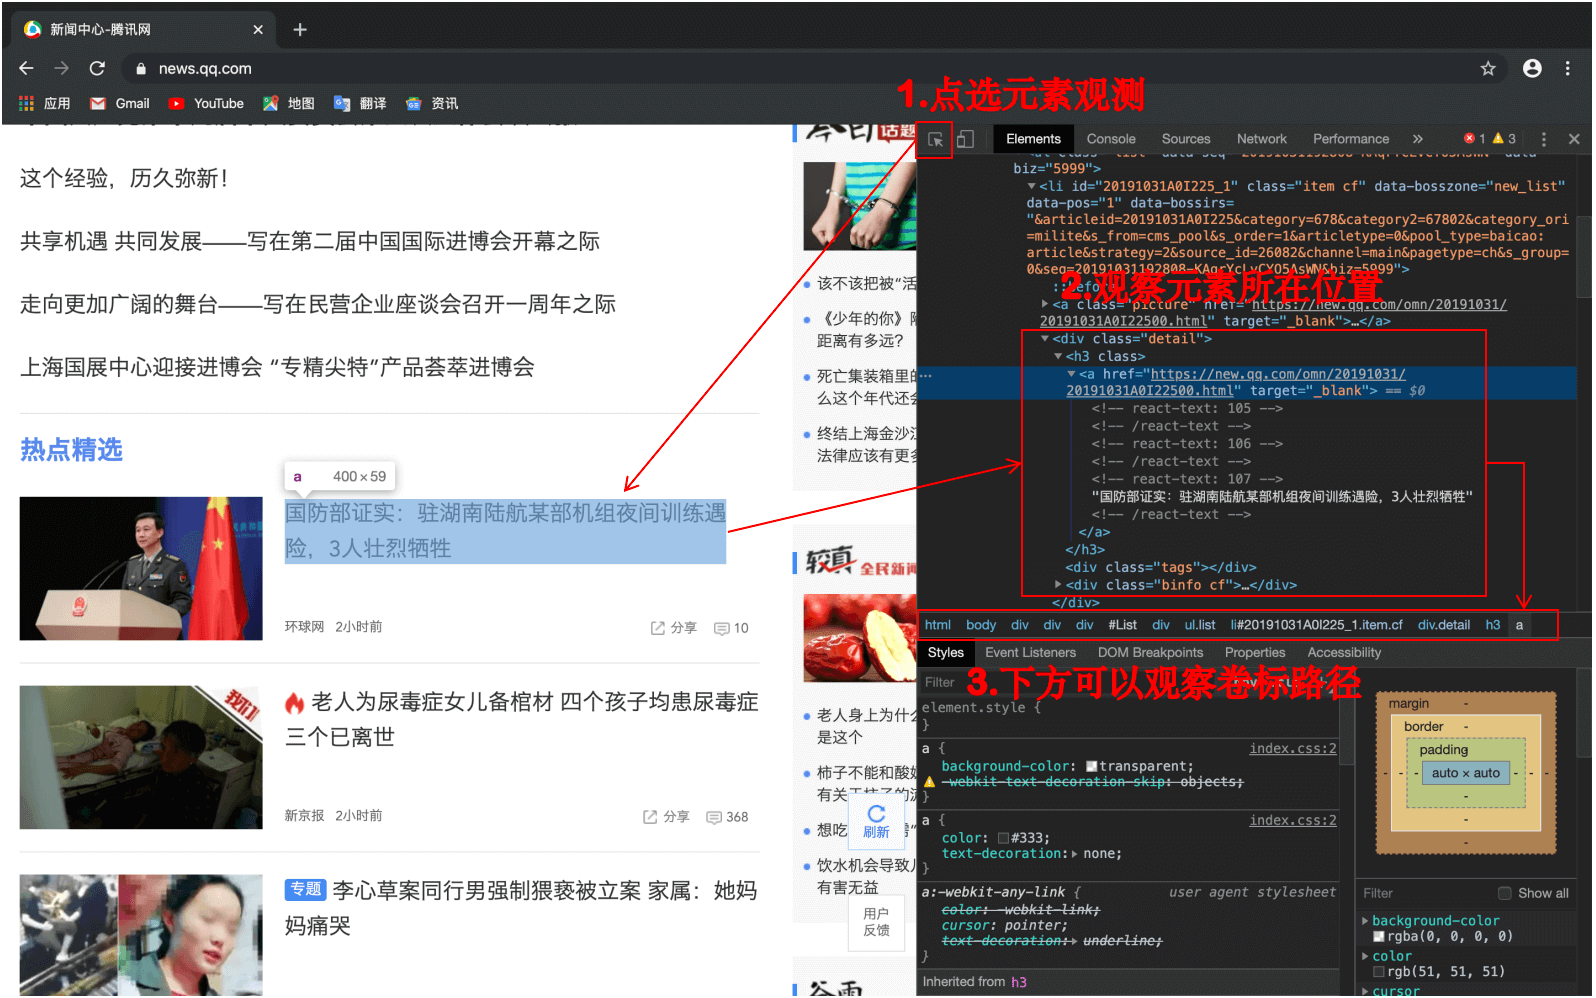 新闻中心-腾讯网
news.qq.com
应用 Gmail YouTube 地图 翻译 资讯
1.点选元素观测
这个经验，历久弥新！
共享机遇 共同发展——写在第二届中国国际进博会开幕之际
走向更加广阔的舞台——写在民营企业座谈会召开一周年之际
上海国展中心迎接进博会 “专精尖特”产品荟萃进博会
热点精选
a 400×59
国防部证实：驻湖南陆航某部机组夜间训练遇
险，3人壮烈牺牲
环球网 2小时前 分享 10
我们
老人为尿毒症女儿备棺材 四个孩子均患尿毒症
三个已离世
新京报 2小时前 分享 368
专题 李心草案同行男强制猥亵被立案 家属：她妈
妈痛哭
今日话题
该不该把被“活
《少年的你》
距离有多远？
死亡集装箱里的
么这个年代还会
终结上海金沙江
法律应该有更多
较真 全民新闻
老人身上为什么
是这个
柿子不能和酸奶
有关于柿子的
想吃
饮水机会导致儿
有害无益
刷新
用户
反馈
谷雨
Elements Console Sources Network Performance » 1 3
biz="5999">
<li id="20191031A0I225_1" class="item cf" data-bosszone="new_list"
data-pos="1" data-bossirs=
"&articleid=20191031A0I225&category=678&category2=67802&category_ori
=milite&s_from=cms_pool&s_order=1&articletype=0&pool_type=baicao:
article&strategy=2&source_id=26082&channel=main&pagetype=ch&s_group=
0&seq=20191031192808-KAqrYcLvCYO5AsWN&biz=5999">
::before
2.观察元素所在位置
<a class="picture" href="https://new.qq.com/omn/20191031/
20191031A0I22500.html" target="_blank">…</a>
<div class="detail">
<h3 class>
<a href="https://new.qq.com/omn/20191031/
20191031A0I22500.html" target="_blank"> == $0
<!-- react-text: 105 -->
<!-- /react-text -->
<!-- react-text: 106 -->
<!-- /react-text -->
<!-- react-text: 107 -->
"国防部证实：驻湖南陆航某部机组夜间训练遇险，3人壮烈牺牲"
<!-- /react-text -->
</a>
</h3>
<div class="tags"></div>
<div class="binfo cf">…</div>
</div>
html body div div div #List div ul.list li#20191031A0I225_1.item.cf div.detail h3 a
Styles Event Listeners DOM Breakpoints Properties Accessibility
Filter
3.下方可以观察卷标路径
element.style {
}
a { index.css:2
background-color: transparent;
-webkit-text-decoration-skip: objects;
}
a { index.css:2
color: #333;
text-decoration: none;
}
a:-webkit-any-link { user agent stylesheet
color: -webkit-link;
cursor: pointer;
text-decoration: underline;
}
Inherited from h3
margin -
border -
padding
- - - auto × auto - - -
-
-
-
Filter Show all
background-color
rgba(0, 0, 0, 0)
color
rgb(51, 51, 51)
cursor